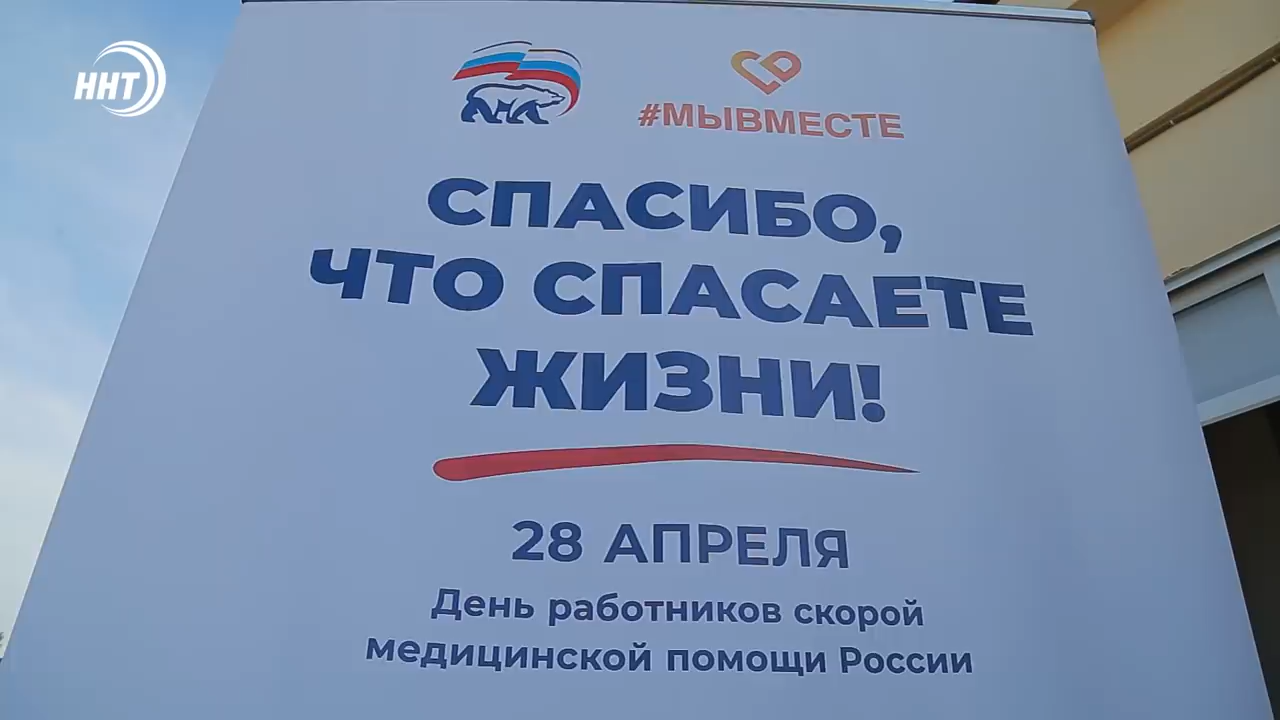 ННТ
#МЫВМЕСТЕ
СПАСИБО,
ЧТО СПАСАЕТЕ
ЖИЗНИ!
28 АПРЕЛЯ
День работников скорой
медицинской помощи России